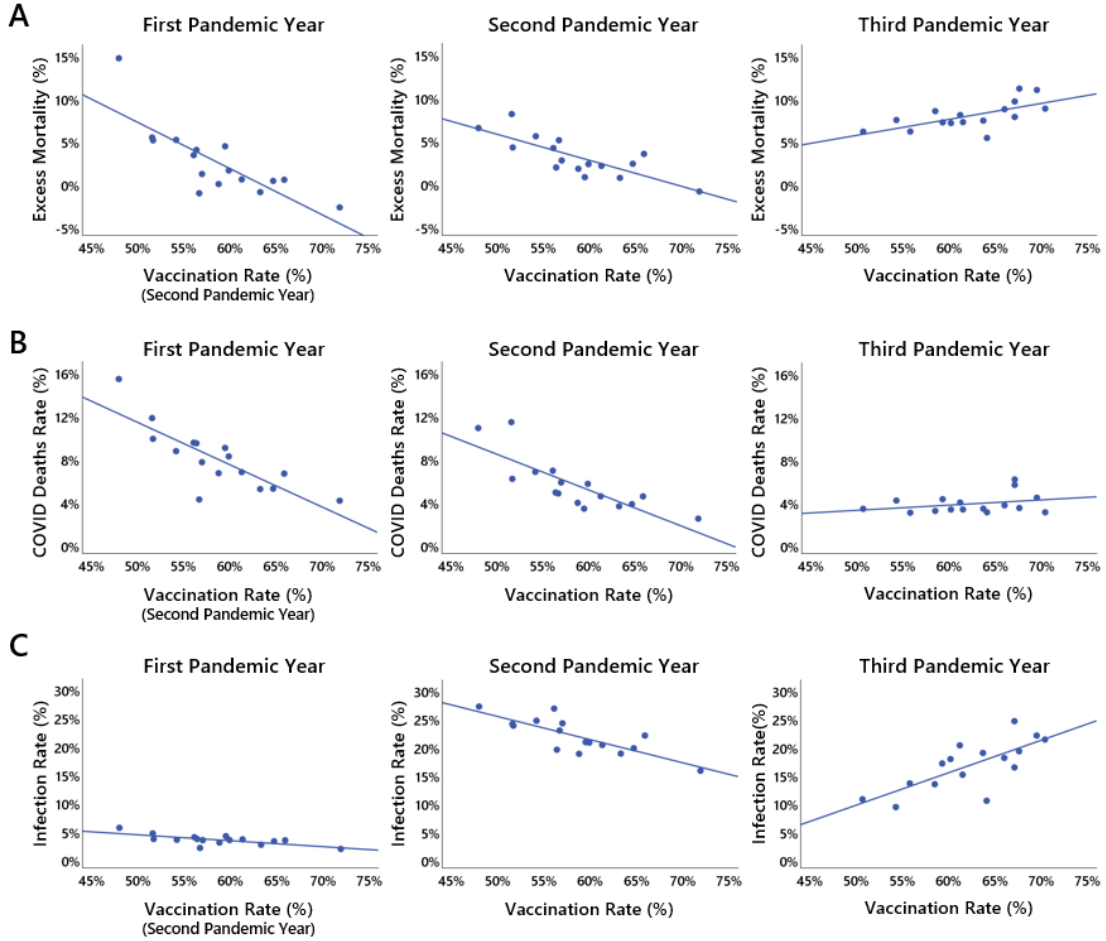 A
First Pandemic Year
Second Pandemic Year
Third Pandemic Year
Excess Mortality (%)
15%
10%
5%
0%
-5%
45% 50% 55% 60% 65% 70% 75%
Vaccination Rate (%)
(Second Pandemic Year)
Excess Mortality (%)
15%
10%
5%
0%
-5%
45% 50% 55% 60% 65% 70% 75%
Vaccination Rate (%)
Excess Mortality (%)
15%
10%
5%
0%
-5%
45% 50% 55% 60% 65% 70% 75%
Vaccination Rate (%)
B
First Pandemic Year
Second Pandemic Year
Third Pandemic Year
COVID Deaths Rate (%)
16%
12%
8%
4%
0%
45% 50% 55% 60% 65% 70% 75%
Vaccination Rate (%)
(Second Pandemic Year)
COVID Deaths Rate (%)
16%
12%
8%
4%
0%
45% 50% 55% 60% 65% 70% 75%
Vaccination Rate (%)
COVID Deaths Rate (%)
16%
12%
8%
4%
0%
45% 50% 55% 60% 65% 70% 75%
Vaccination Rate (%)
C
First Pandemic Year
Second Pandemic Year
Third Pandemic Year
Infection Rate (%)
30%
25%
20%
15%
10%
5%
0%
45% 50% 55% 60% 65% 70% 75%
Vaccination Rate (%)
(Second Pandemic Year)
Infection Rate (%)
30%
25%
20%
15%
10%
5%
0%
45% 50% 55% 60% 65% 70% 75%
Vaccination Rate (%)
Infection Rate(%)
30%
25%
20%
15%
10%
5%
0%
45% 50% 55% 60% 65% 70% 75%
Vaccination Rate (%)